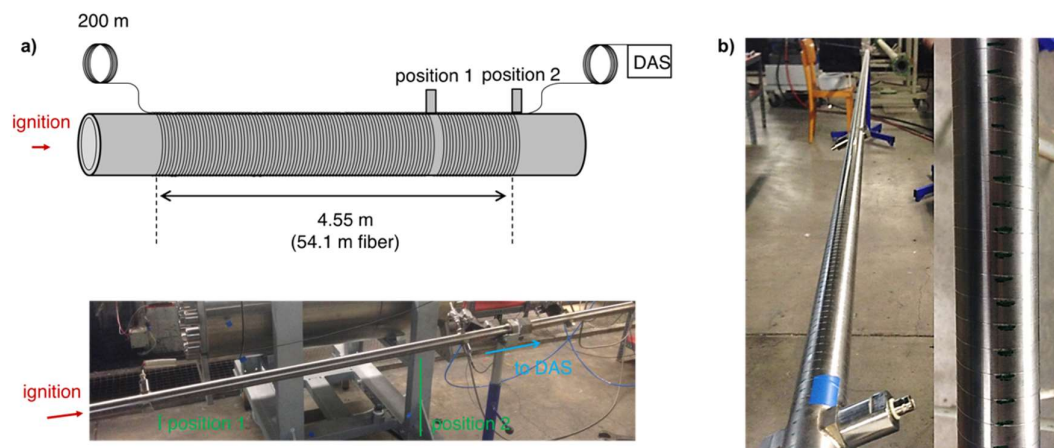 200 m
a)
DAS
position 1
position 2
ignition
4.55 m
(54.1 m fiber)
ignition
to DAS
I position 1
position 2
b)